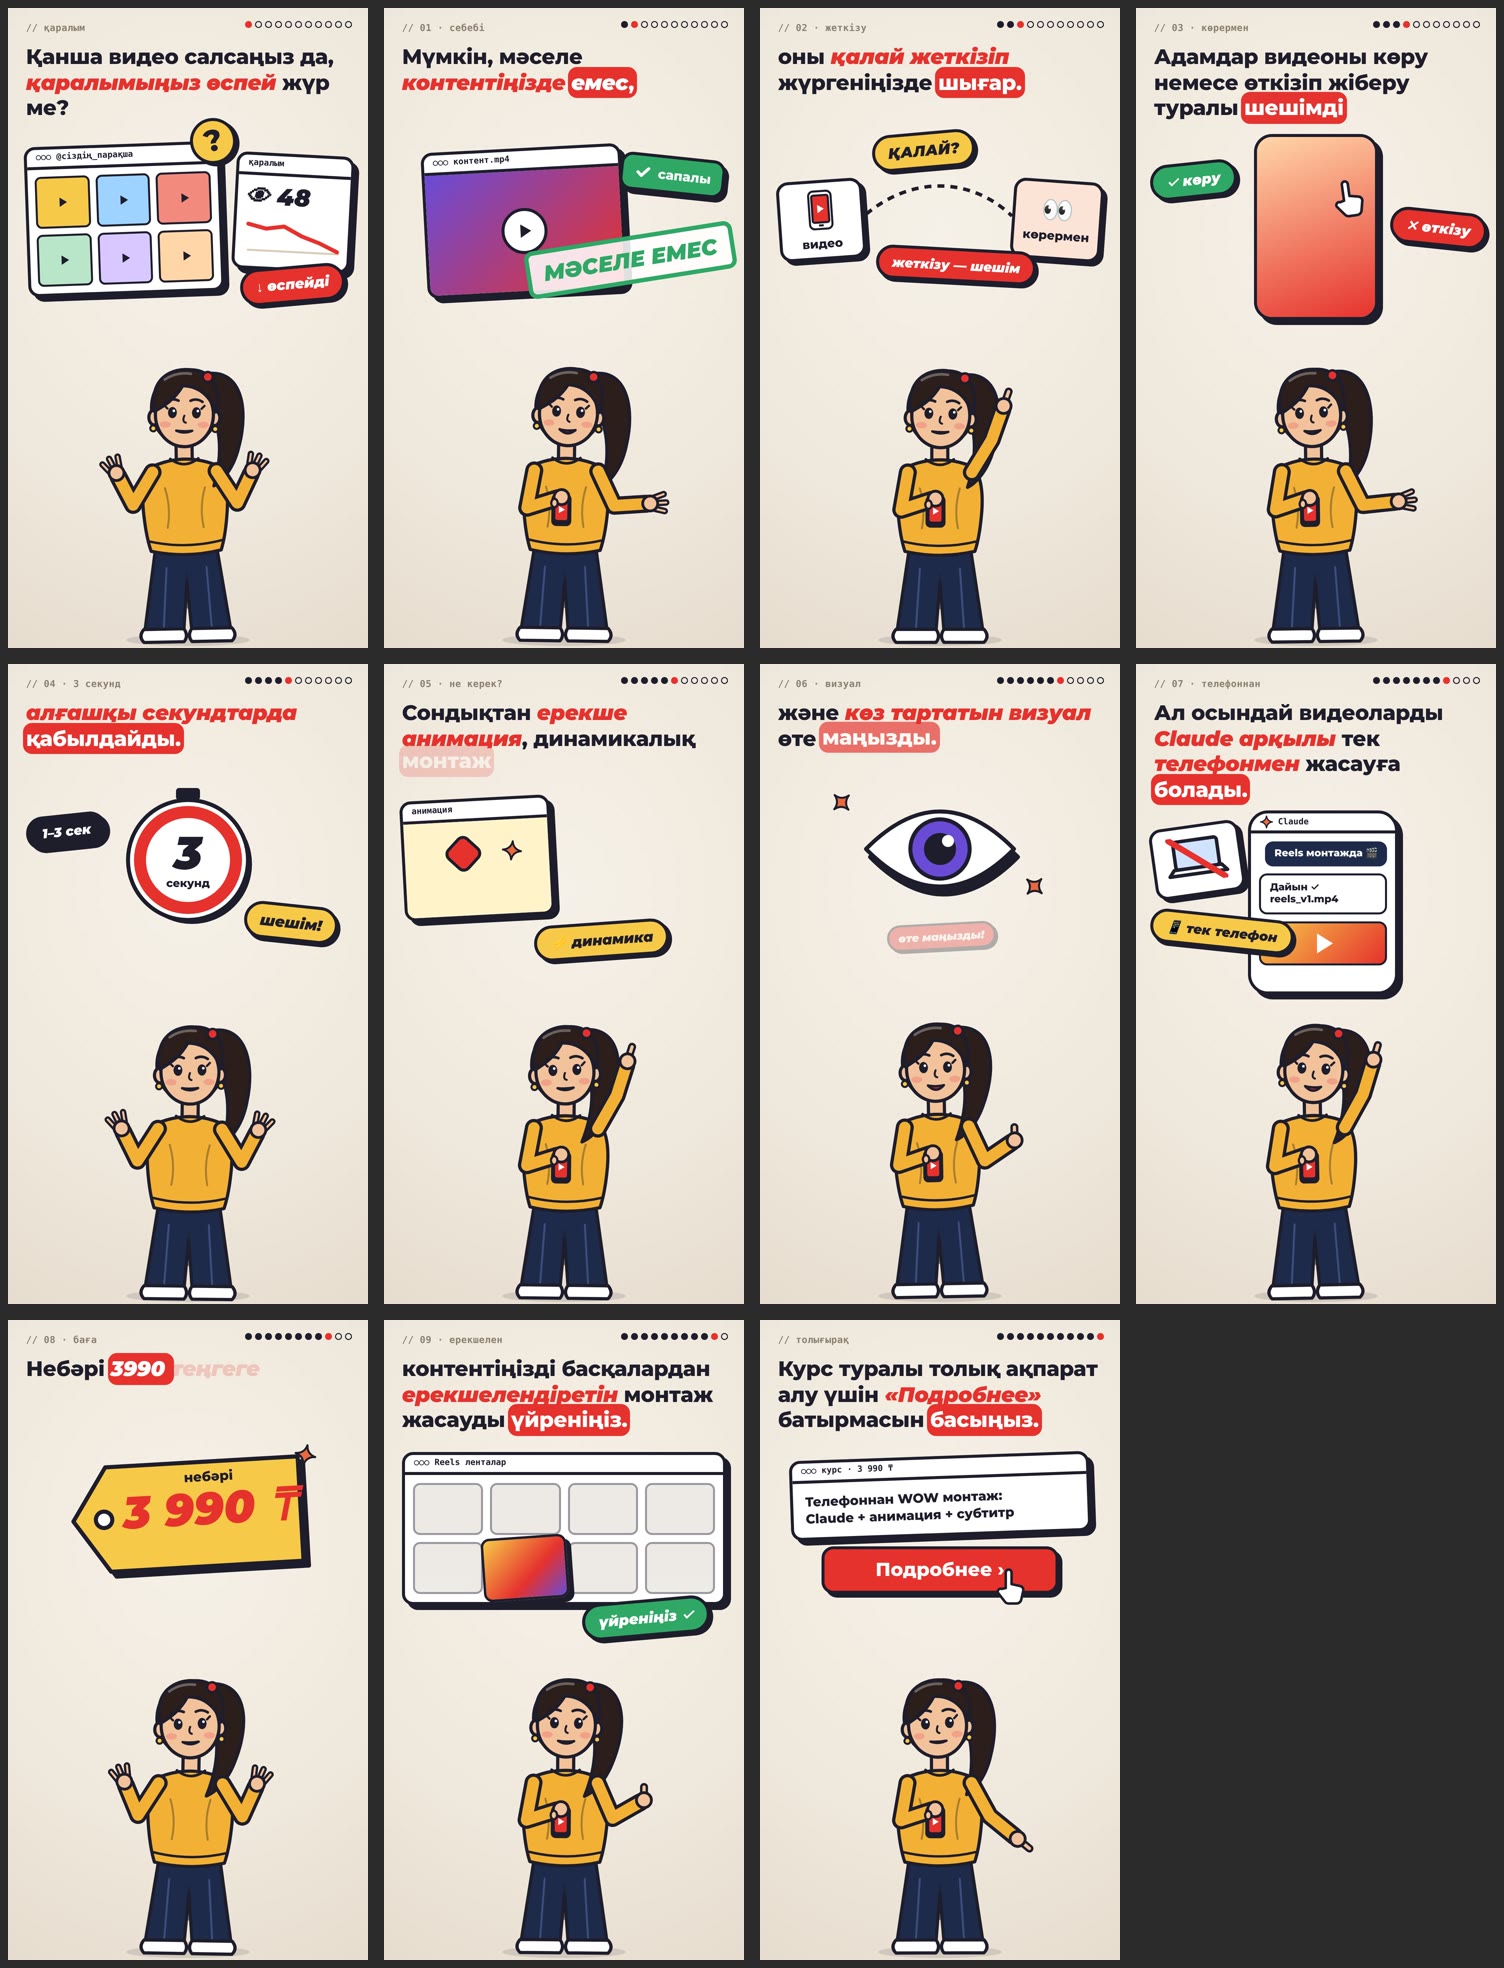 // қаралым
Қанша видео салсаңыз да,
қаралымыңыз өспей жүр
ме?
@сіздің_парақша
?
қаралым
48
↓ өспейді
// 01 · себебі
Мүмкін, мәселе
контентіңізде емес,
контент.mp4
✓ сапалы
МӘСЕЛЕ ЕМЕС
// 02 · жеткізу
оны қалай жеткізіп
жүргеніңізде шығар.
ҚАЛАЙ?
видео
көрермен
жеткізу — шешім
// 03 · көрермен
Адамдар видеоны көру
немесе өткізіп жіберу
туралы шешімді
✓ көру
✕ өткізу
// 04 · 3 секунд
алғашқы секундтарда
қабылдайды.
1–3 сек
3
секунд
шешім!
// 05 · не керек?
Сондықтан ерекше
анимация, динамикалық
монтаж
анимация
⚡ динамика
// 06 · визуал
және көз тартатын визуал
өте маңызды.
өте маңызды!
// 07 · телефоннан
Ал осындай видеоларды
Claude арқылы тек
телефонмен жасауға
болады.
Claude
Reels монтажда 🎬
Дайын ✓
reels_v1.mp4
📱 тек телефон
// 08 · баға
Небәрі 3990 теңгеге
небәрі
3 990 ₸
// 09 · ерекшелен
контентіңізді басқалардан
ерекшелендіретін монтаж
жасауды үйреніңіз.
Reels ленталар
үйреніңіз ✓
// толығырақ
Курс туралы толық ақпарат
алу үшін «Подробнее»
батырмасын басыңыз.
курс · 3 990 ₸
Телефоннан WOW монтаж:
Claude + анимация + субтитр
Подробнее ›